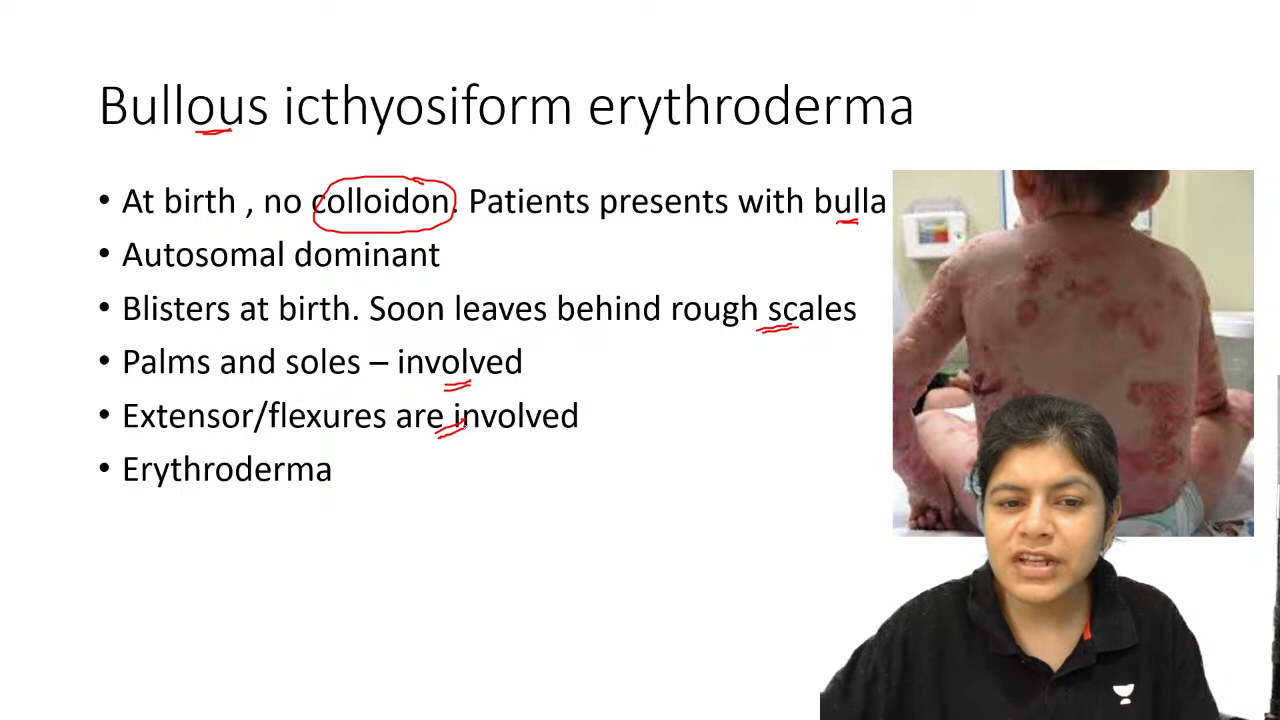 Bullous icthyosiform erythroderma
• At birth , no colloidon. Patients presents with bulla
• Autosomal dominant
• Blisters at birth. Soon leaves behind rough scales
• Palms and soles – involved
• Extensor/flexures are involved
• Erythroderma